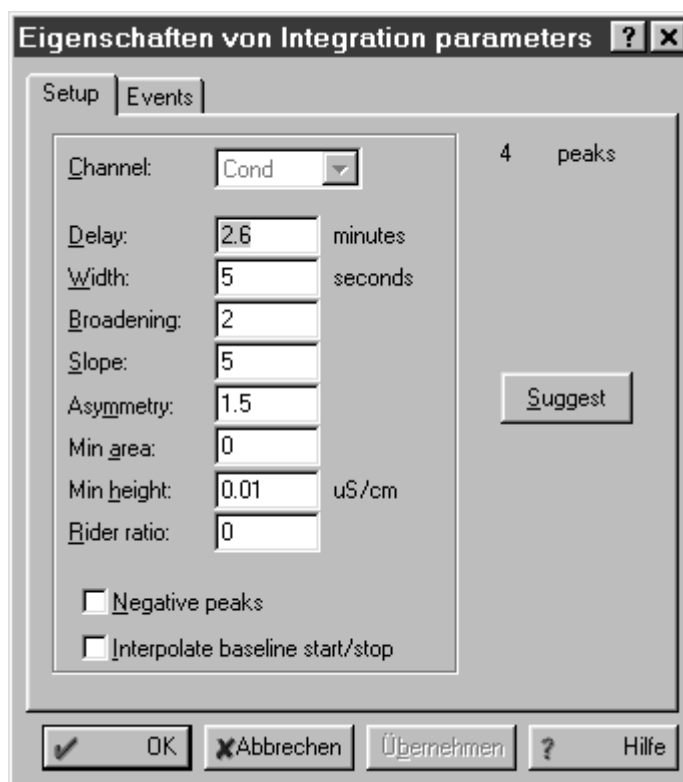 Eigenschaften von Integration parameters ? x
Setup Events
Channel: Cond 4 peaks
Delay: 2.6 minutes
Width: 5 seconds
Broadening: 2
Slope: 5
Suggest
Asymmetry: 1.5
Min area: 0
Min height: 0.01 uS/cm
Rider ratio: 0
Negative peaks
Interpolate baseline start/stop
OK Abbrechen Übernehmen ? Hilfe